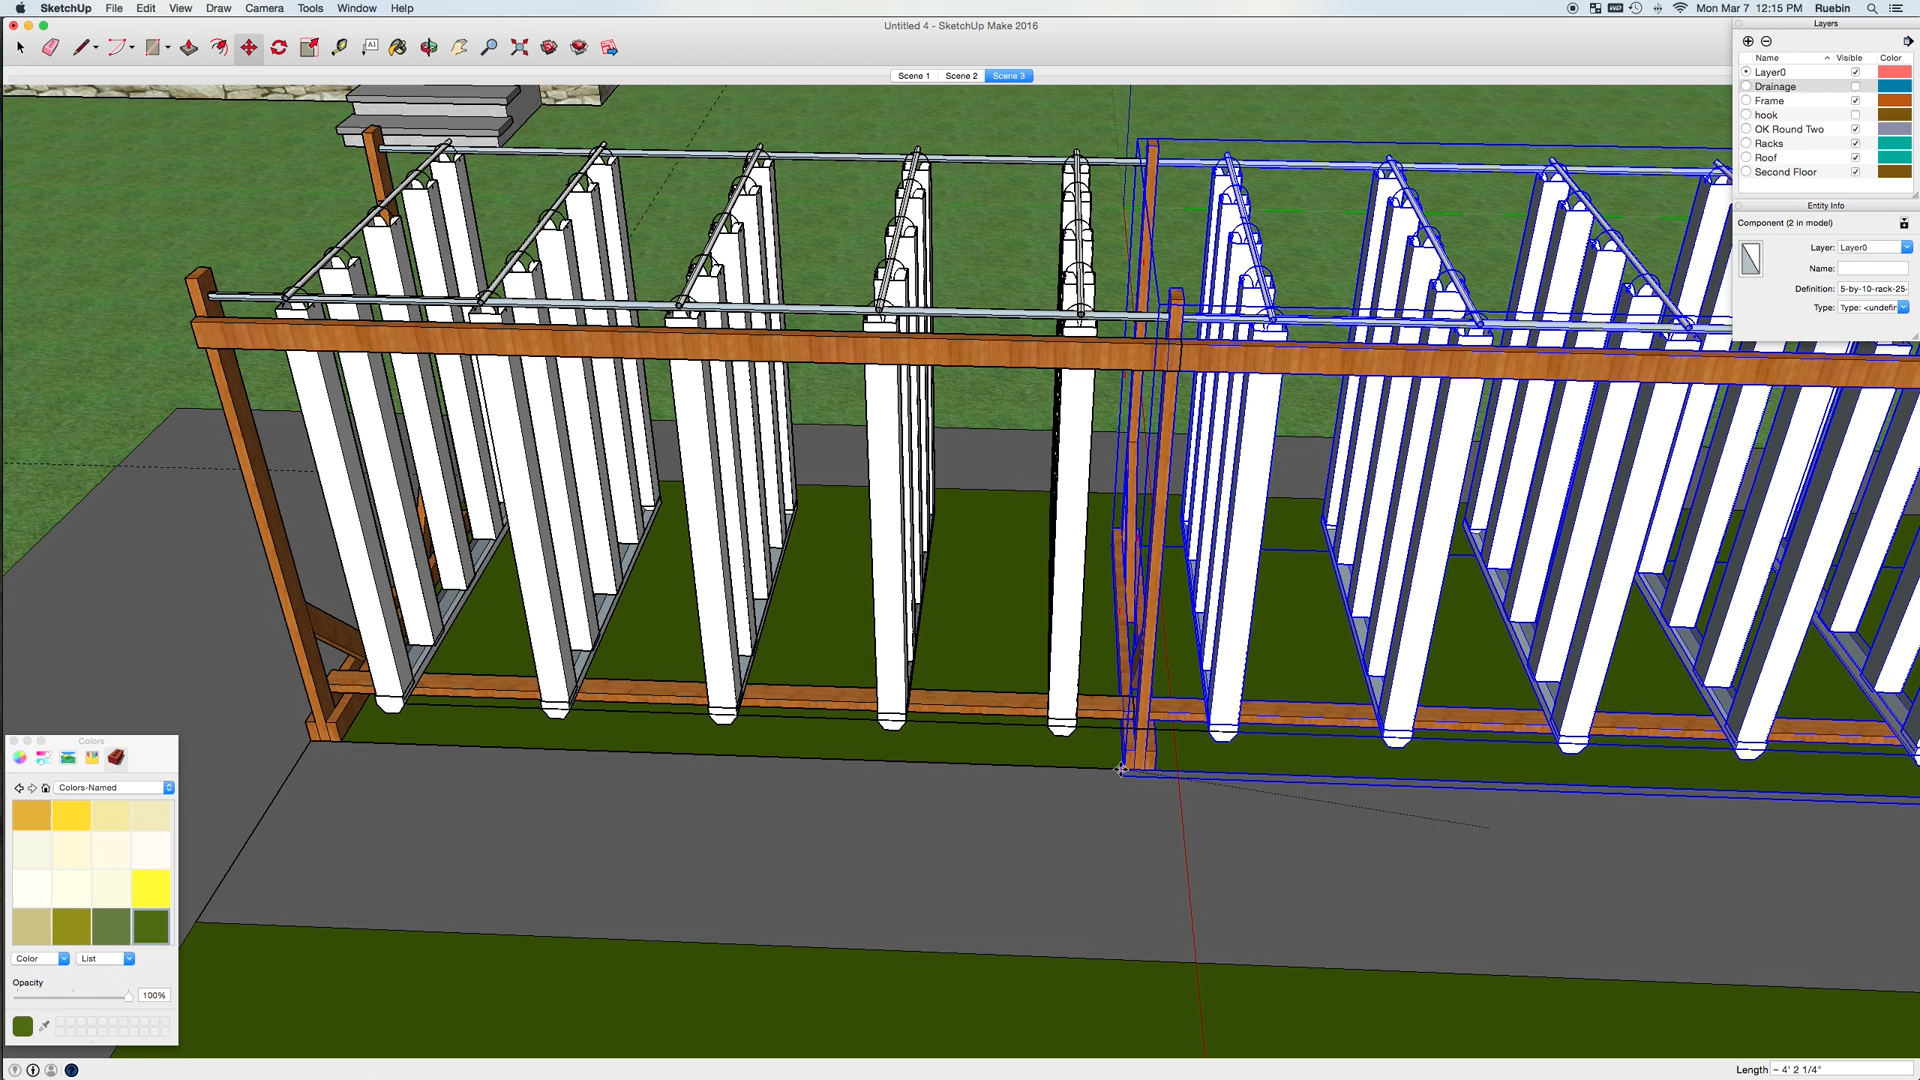 SketchUp File Edit View Draw Camera Tools Window Help
Mon Mar 7 12:15 PM Ruebin
Untitled 4 - SketchUp Make 2016
Scene 1 Scene 2 Scene 3
Layers
Name Visible Color
Layer0
Drainage
Frame
hook
OK Round Two
Racks
Roof
Second Floor
Entity Info
Component (2 in model)
Layer: Layer0
Name:
Definition: 5-by-10-rack-25-
Type: Type: <undefir
Colors
Colors-Named
Color List
Opacity
100%
Length ~ 4' 2 1/4"